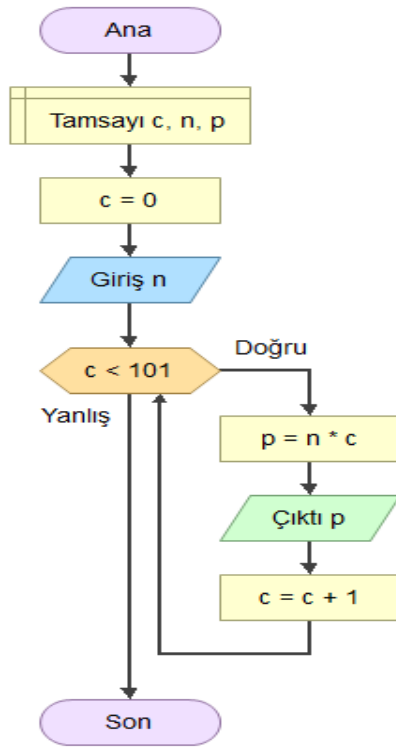 Ana
Tamsayı c, n, p
c = 0
Giriş n
c < 101
Doğru
Yanlış
p = n * c
Çıktı p
c = c + 1
Son